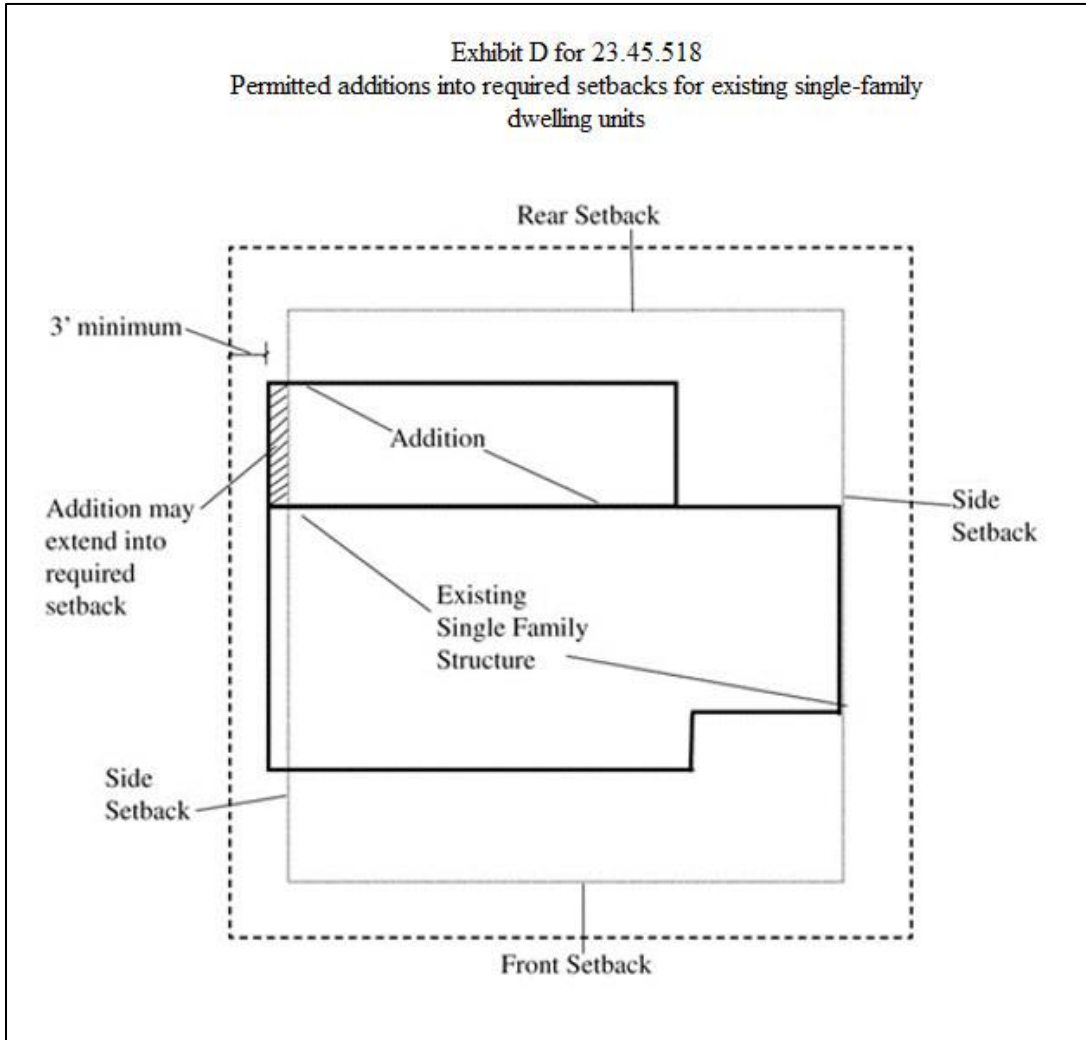 Exhibit D for 23.45.518
Permitted additions into required setbacks for existing single-family
dwelling units
Rear Setback
3’ minimum
Addition
Addition may
extend into
required
setback
Side
Setback
Existing
Single Family
Structure
Side
Setback
Front Setback